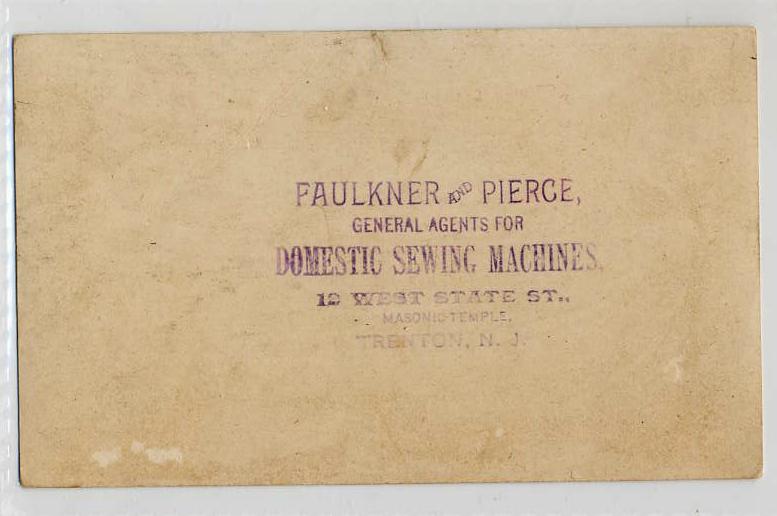 FAULKNER AND PIERCE,
GENERAL AGENTS FOR
DOMESTIC SEWING MACHINES,
12 WEST STATE ST.,
MASONIC TEMPLE,
TRENTON, N. J.